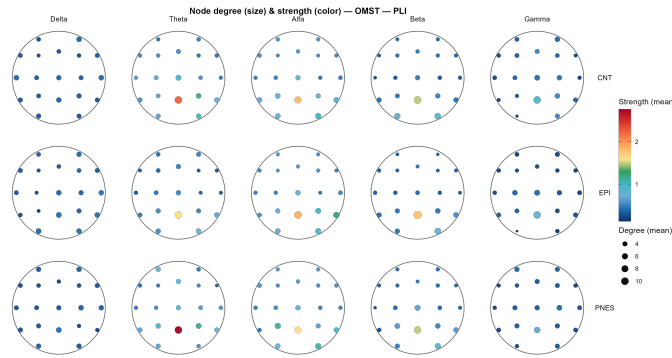 Node degree (size) & strength (color) — OMST — PLI
Delta
Theta
Alfa
Beta
Gamma
CNT
EPI
PNES
Strength (mean
2
1
Degree (mean)
4
6
8
10